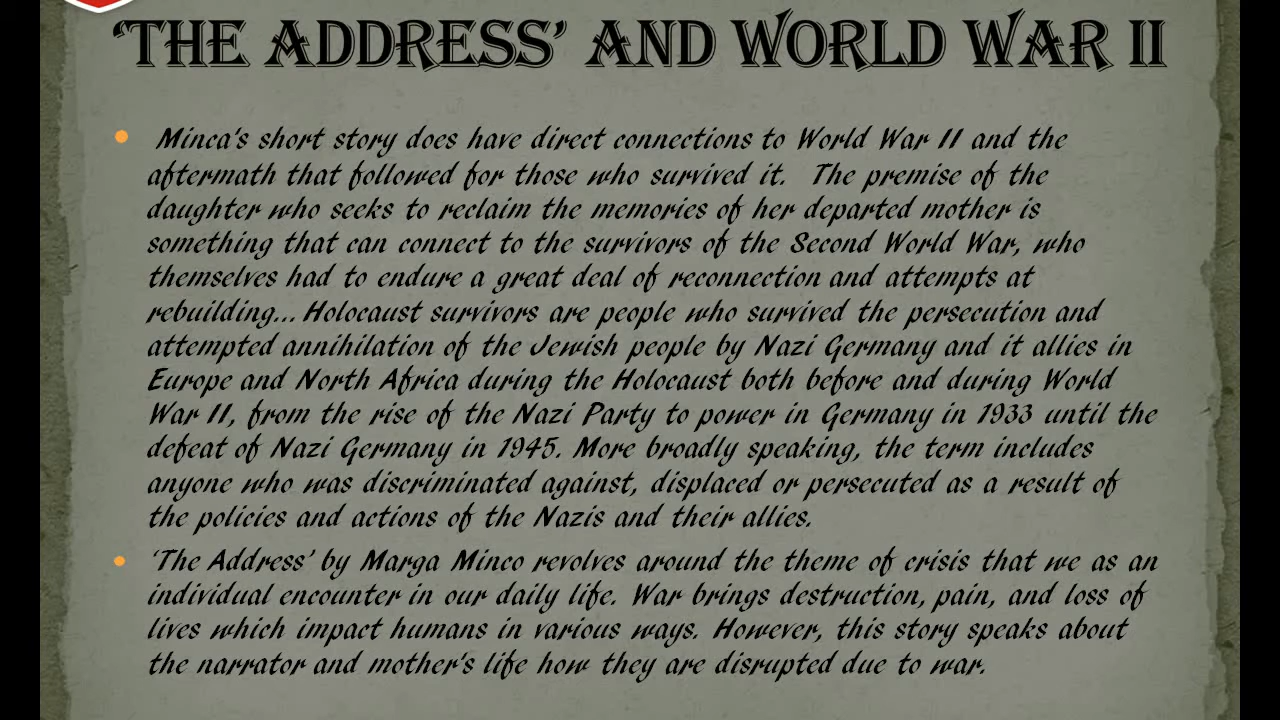 ‘THE ADDRESS’ AND WORLD WAR II
Minca's short story does have direct connections to World War II and the
aftermath that followed for those who survived it. The premise of the
daughter who seeks to reclaim the memories of her departed mother is
something that can connect to the survivors of the Second World War, who
themselves had to endure a great deal of reconnection and attempts at
rebuilding... Holocaust survivors are people who survived the persecution and
attempted annihilation of the Jewish people by Nazi Germany and it allies in
Europe and North Africa during the Holocaust both before and during World
War II, from the rise of the Nazi Party to power in Germany in 1933 until the
defeat of Nazi Germany in 1945. More broadly speaking, the term includes
anyone who was discriminated against, displaced or persecuted as a result of
the policies and actions of the Nazis and their allies.
‘The Address’ by Marga Minco revolves around the theme of crisis that we as an
individual encounter in our daily life. War brings destruction, pain, and loss of
lives which impact humans in various ways. However, this story speaks about
the narrator and mother's life how they are disrupted due to war.